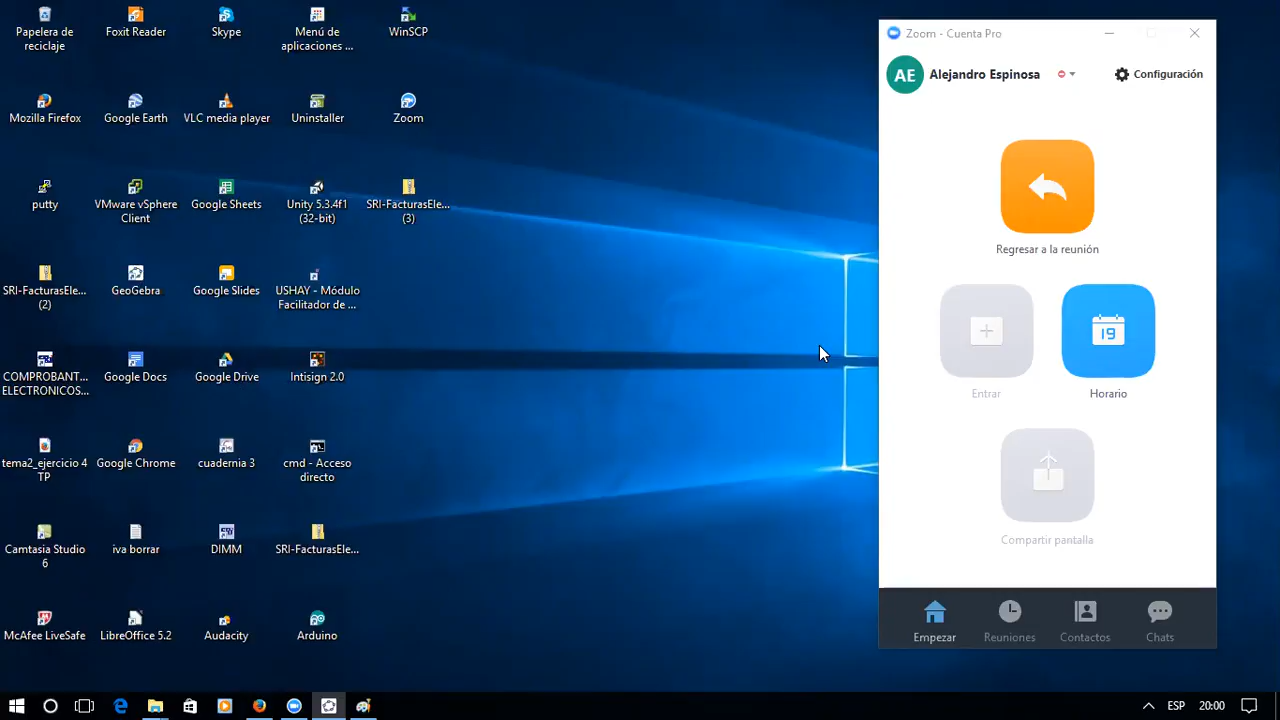 Papelera de
reciclaje
Foxit Reader
Skype
Menú de
aplicaciones ...
WinSCP
Mozilla Firefox
Google Earth
VLC media player
Uninstaller
Zoom
putty
VMware vSphere
Client
Google Sheets
Unity 5.3.4f1
(32-bit)
SRI-FacturasEle...
(3)
SRI-FacturasEle...
(2)
GeoGebra
Google Slides
USHAY - Módulo
Facilitador de ...
COMPROBANT...
ELECTRONICOS...
Google Docs
Google Drive
Intisign 2.0
tema2_ejercicio 4
TP
Google Chrome
cuadernia 3
cmd - Acceso
directo
Camtasia Studio
6
iva borrar
DIMM
SRI-FacturasEle...
McAfee LiveSafe
LibreOffice 5.2
Audacity
Arduino
Zoom - Cuenta Pro
AE
Alejandro Espinosa
Configuración
Regresar a la reunión
19
Entrar
Horario
Compartir pantalla
Empezar
Reuniones
Contactos
Chats
ESP
20:00